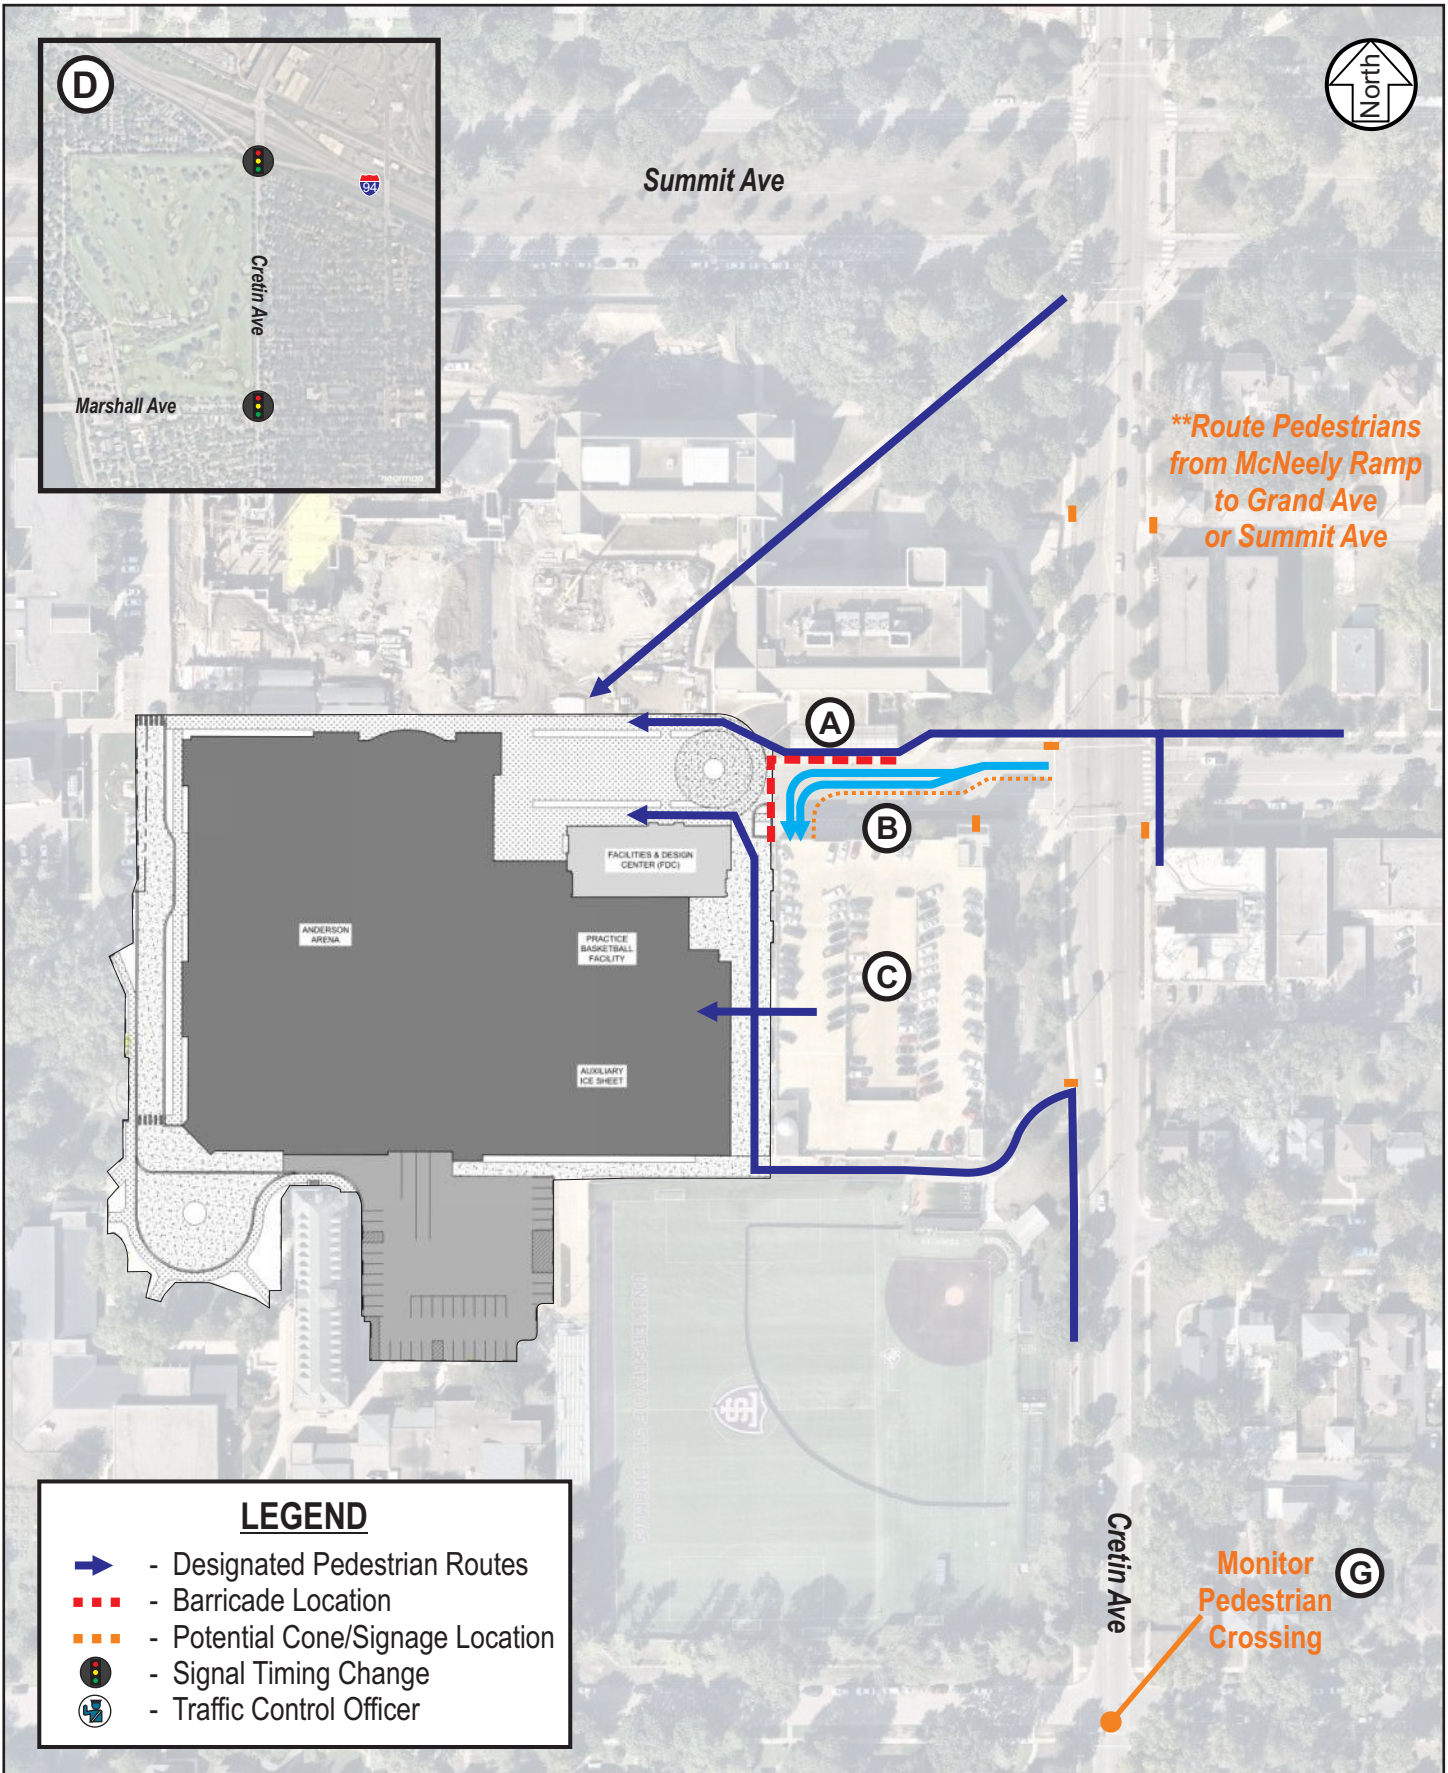 D
North
94
Cretin Ave
Marshall Ave
Summit Ave
**Route Pedestrians
from McNeely Ramp
to Grand Ave
or Summit Ave
A
B
FACILITIES & DESIGN
CENTER (FDC)
ANDERSON
ARENA
PRACTICE
BASKETBALL
FACILITY
C
AUXILIARY
ICE SHEET
LEGEND
- Designated Pedestrian Routes
- Barricade Location
- Potential Cone/Signage Location
- Signal Timing Change
- Traffic Control Officer
Cretin Ave
Monitor
Pedestrian
Crossing
G